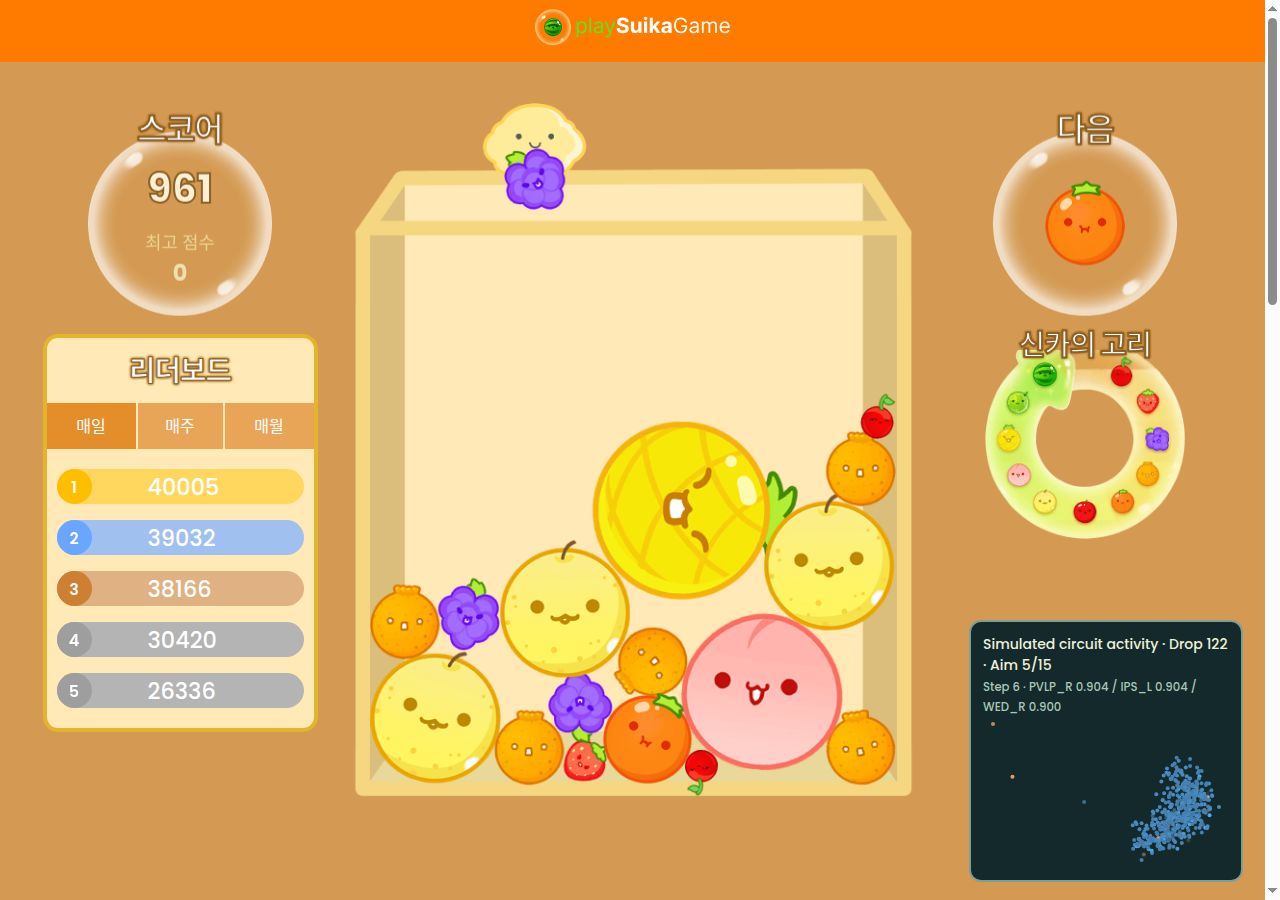 playSuikaGame
스코어
961
최고 점수
0
다음
신카의 고리
리더보드
매일 매주 매월
1 40005
2 39032
3 38166
4 30420
5 26336
Simulated circuit activity · Drop 122
· Aim 5/15
Step 6 · PVLP_R 0.904 / IPS_L 0.904 /
WED_R 0.900